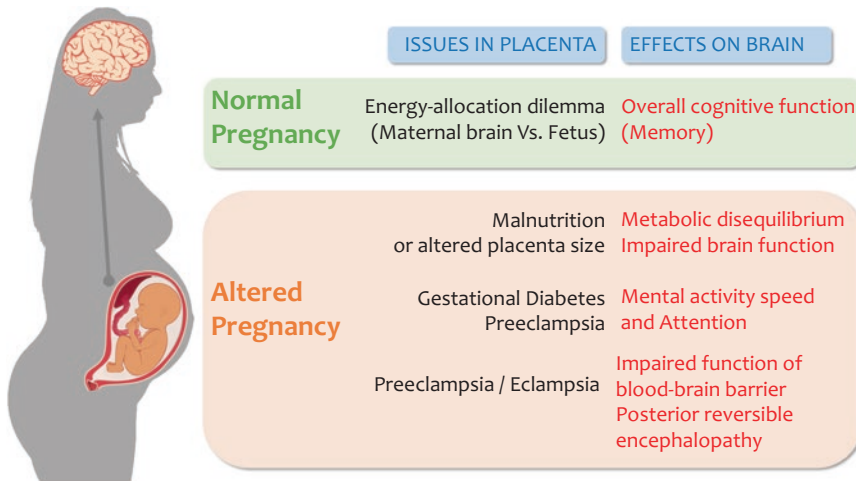 ISSUES IN PLACENTA
EFFECTS ON BRAIN
Normal
Pregnancy
Energy-allocation dilemma
(Maternal brain Vs. Fetus)
Overall cognitive function
(Memory)
Altered
Pregnancy
Malnutrition
or altered placenta size
Metabolic disequilibrium
Impaired brain function
Gestational Diabetes
Preeclampsia
Mental activity speed
and Attention
Preeclampsia / Eclampsia
Impaired function of
blood-brain barrier
Posterior reversible
encephalopathy